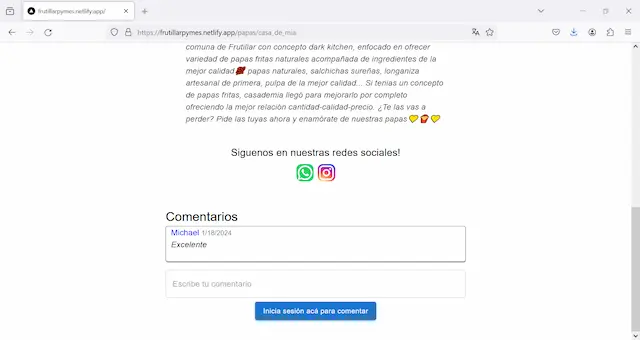 frutillarpymes.netlify.app/
https://frutillarpymes.netlify.app/papas/casa_de_mia
comuna de Frutillar con concepto dark kitchen, enfocado en ofrecer
variedad de papas fritas naturales acompañada de ingredientes de la
mejor calidad🌶 papas naturales, salchichas sureñas, longaniza
artesanal de primera, pulpa de la mejor calidad... Si tenías un concepto
de papas fritas, casademia llegó para mejorarlo por completo
ofreciendo la mejor relación cantidad-calidad-precio. ¿Te las vas a
perder? Pide las tuyas ahora y enamórate de nuestras papas💛🍟💛
Siguenos en nuestras redes sociales!
Comentarios
Michael 1/18/2024
Excelente
Escribe tu comentario
Inicia sesión acá para comentar